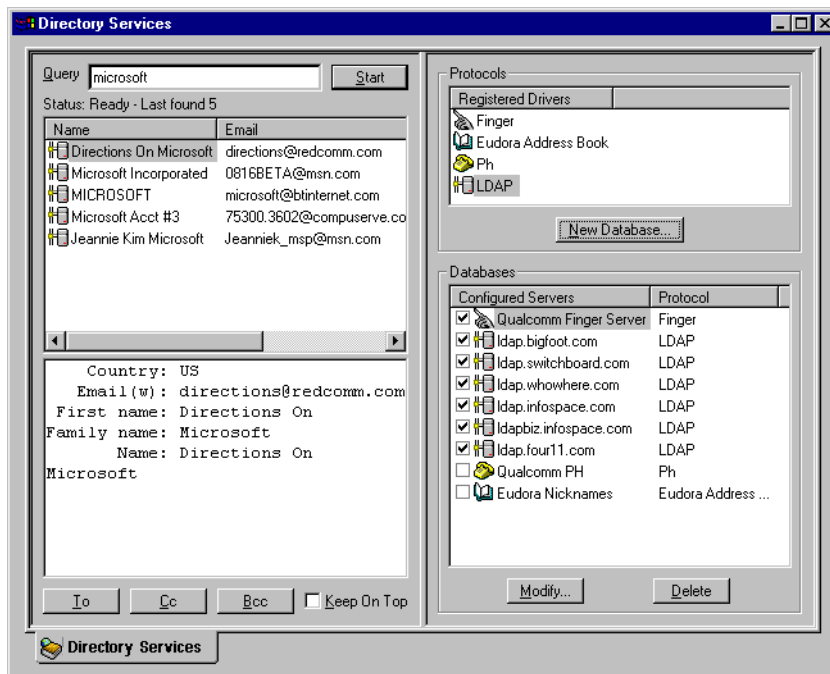 Directory Services
Query microsoft Start
Status: Ready - Last found 5
Name Email
Directions On Microsoft directions@redcomm.com
Microsoft Incorporated 0816BETA@msn.com
MICROSOFT microsoft@btinternet.com
Microsoft Acct #3 75300.3602@compuserve.co
Jeannie Kim Microsoft Jeanniek_msp@msn.com
Country: US
Email(w): directions@redcomm.com
First name: Directions On
Family name: Microsoft
Name: Directions On
Microsoft
To Cc Bcc Keep On Top
Protocols
Registered Drivers
Finger
Eudora Address Book
Ph
LDAP
New Database...
Databases
Configured Servers Protocol
Qualcomm Finger Server Finger
ldap.bigfoot.com LDAP
ldap.switchboard.com LDAP
ldap.whowhere.com LDAP
ldap.infospace.com LDAP
ldapbiz.infospace.com LDAP
ldap.four11.com LDAP
Qualcomm PH Ph
Eudora Nicknames Eudora Address ...
Modify... Delete
Directory Services